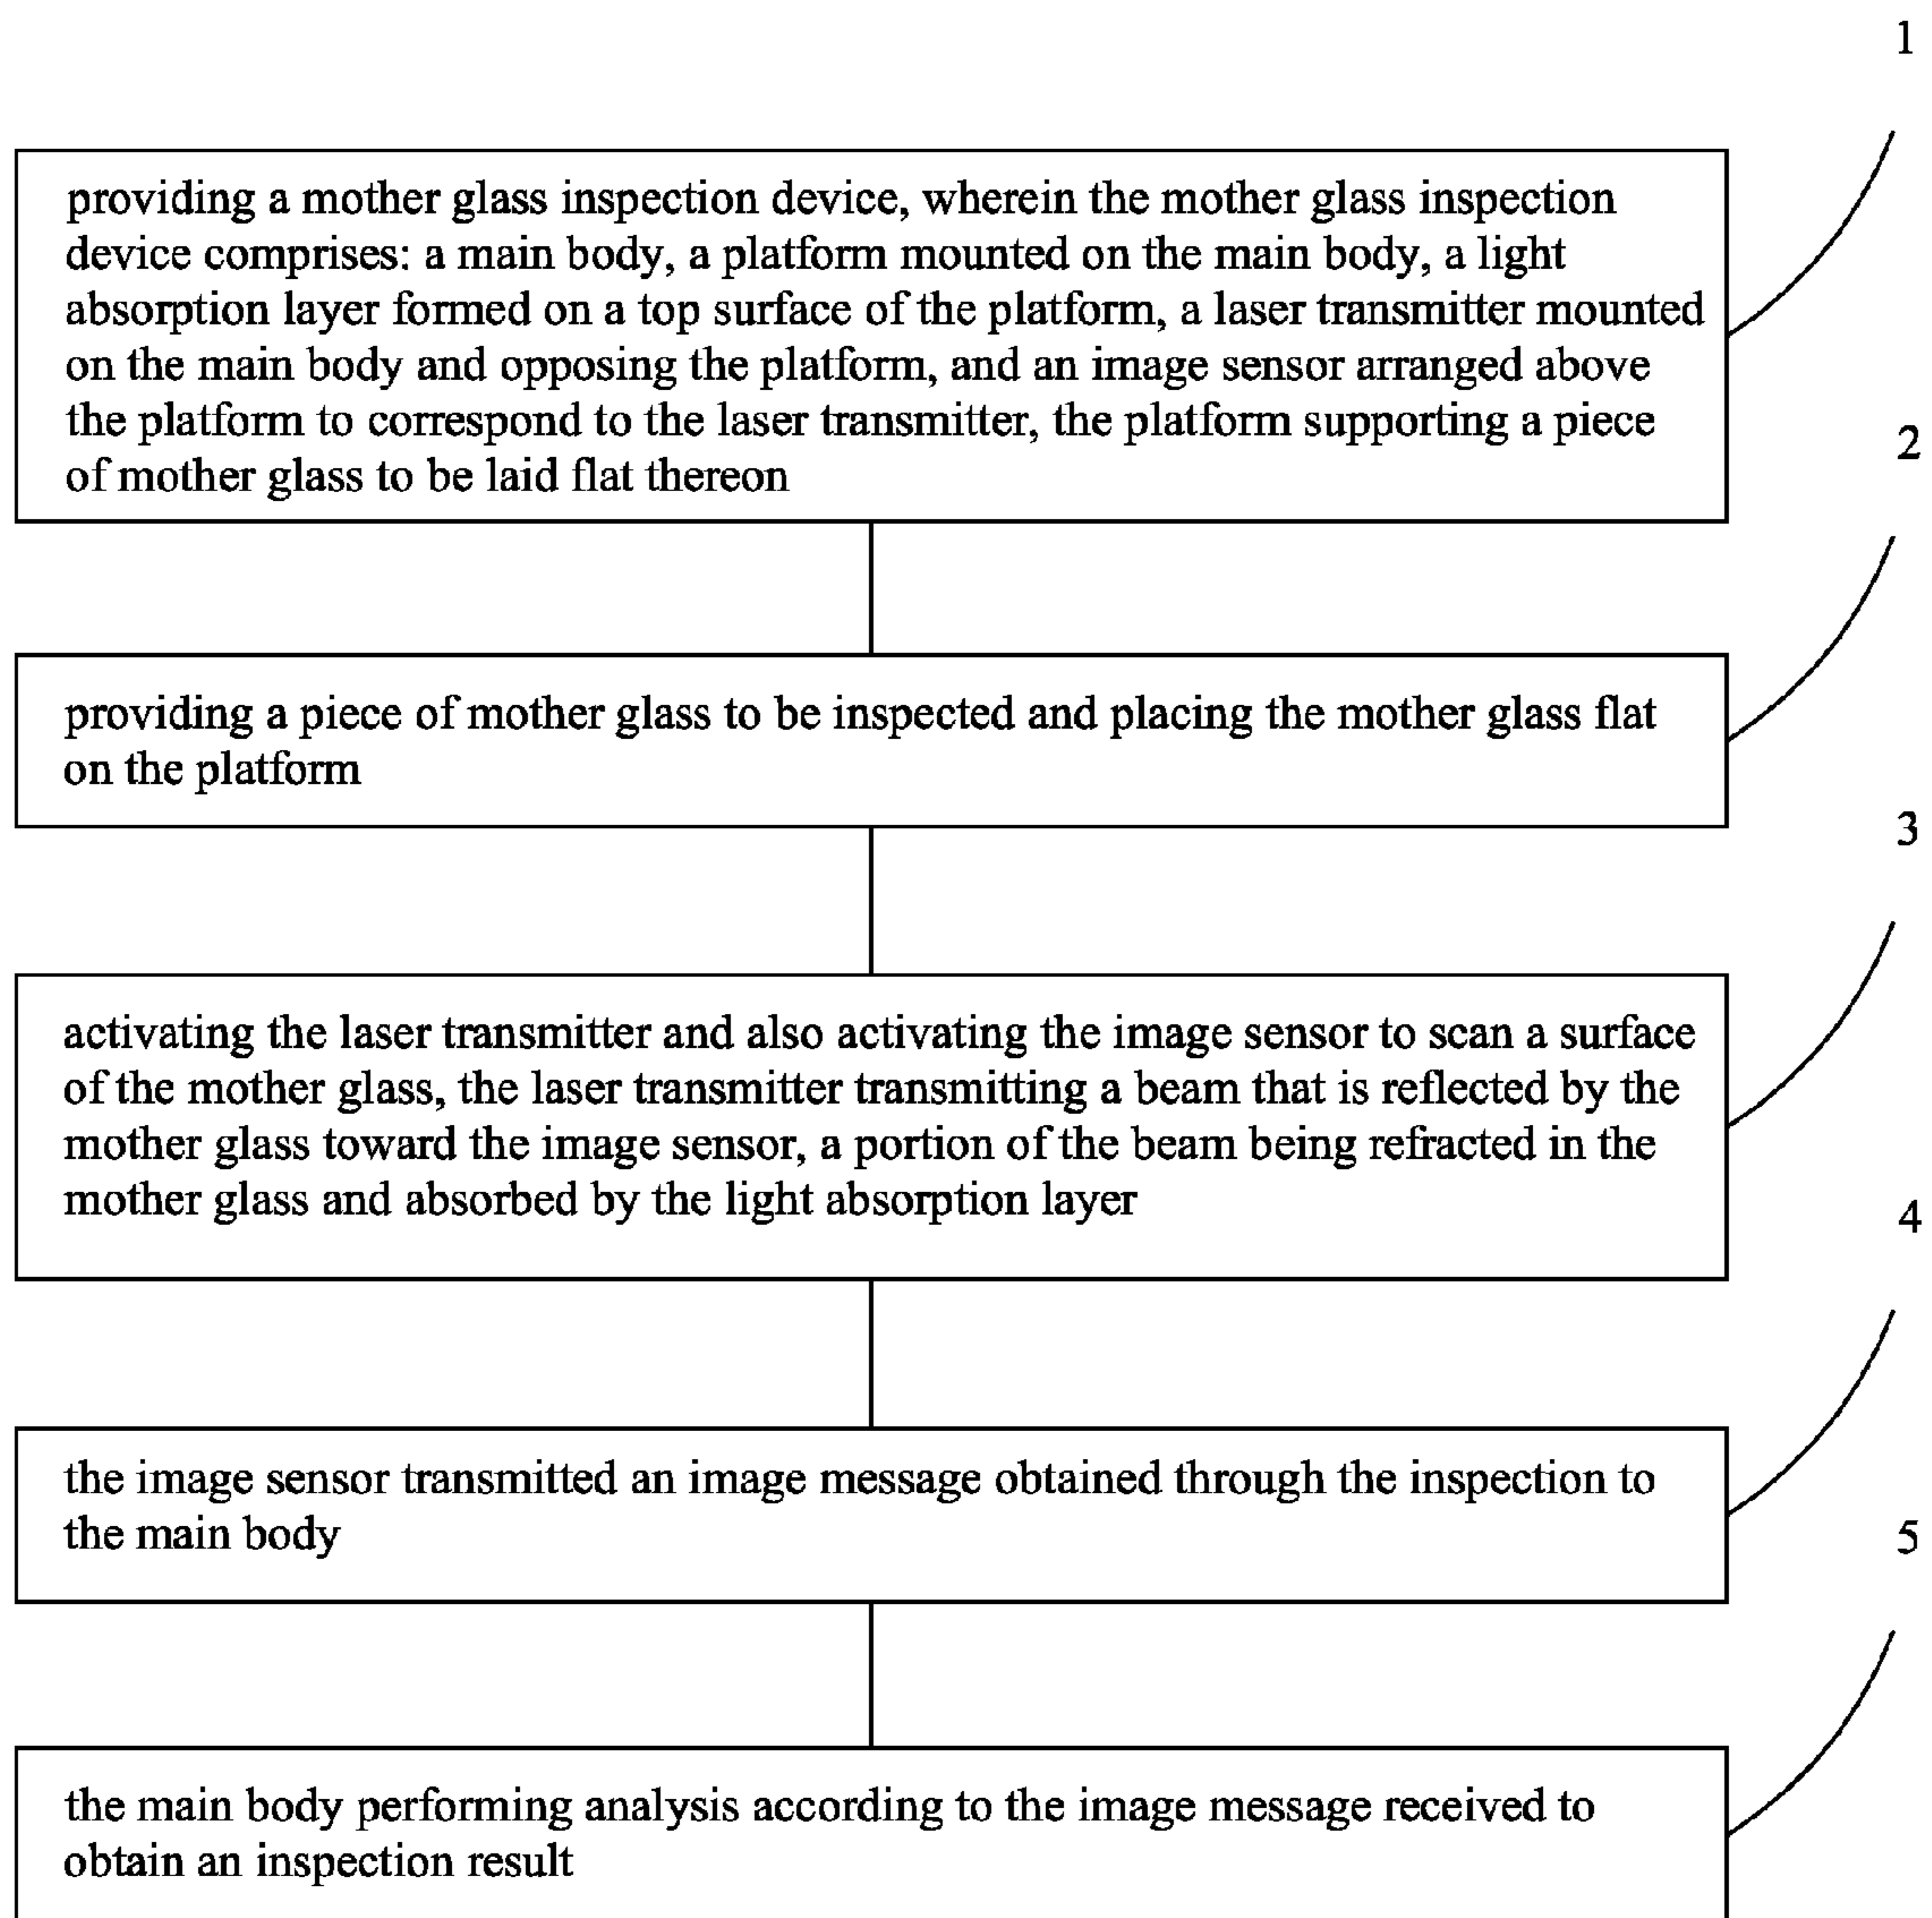 1
providing a mother glass inspection device, wherein the mother glass inspection
device comprises: a main body, a platform mounted on the main body, a light
absorption layer formed on a top surface of the platform, a laser transmitter mounted
on the main body and opposing the platform, and an image sensor arranged above
the platform to correspond to the laser transmitter, the platform supporting a piece
of mother glass to be laid flat thereon
2
providing a piece of mother glass to be inspected and placing the mother glass flat
on the platform
3
activating the laser transmitter and also activating the image sensor to scan a surface
of the mother glass, the laser transmitter transmitting a beam that is reflected by the
mother glass toward the image sensor, a portion of the beam being refracted in the
mother glass and absorbed by the light absorption layer
4
the image sensor transmitted an image message obtained through the inspection to
the main body
5
the main body performing analysis according to the image message received to
obtain an inspection result